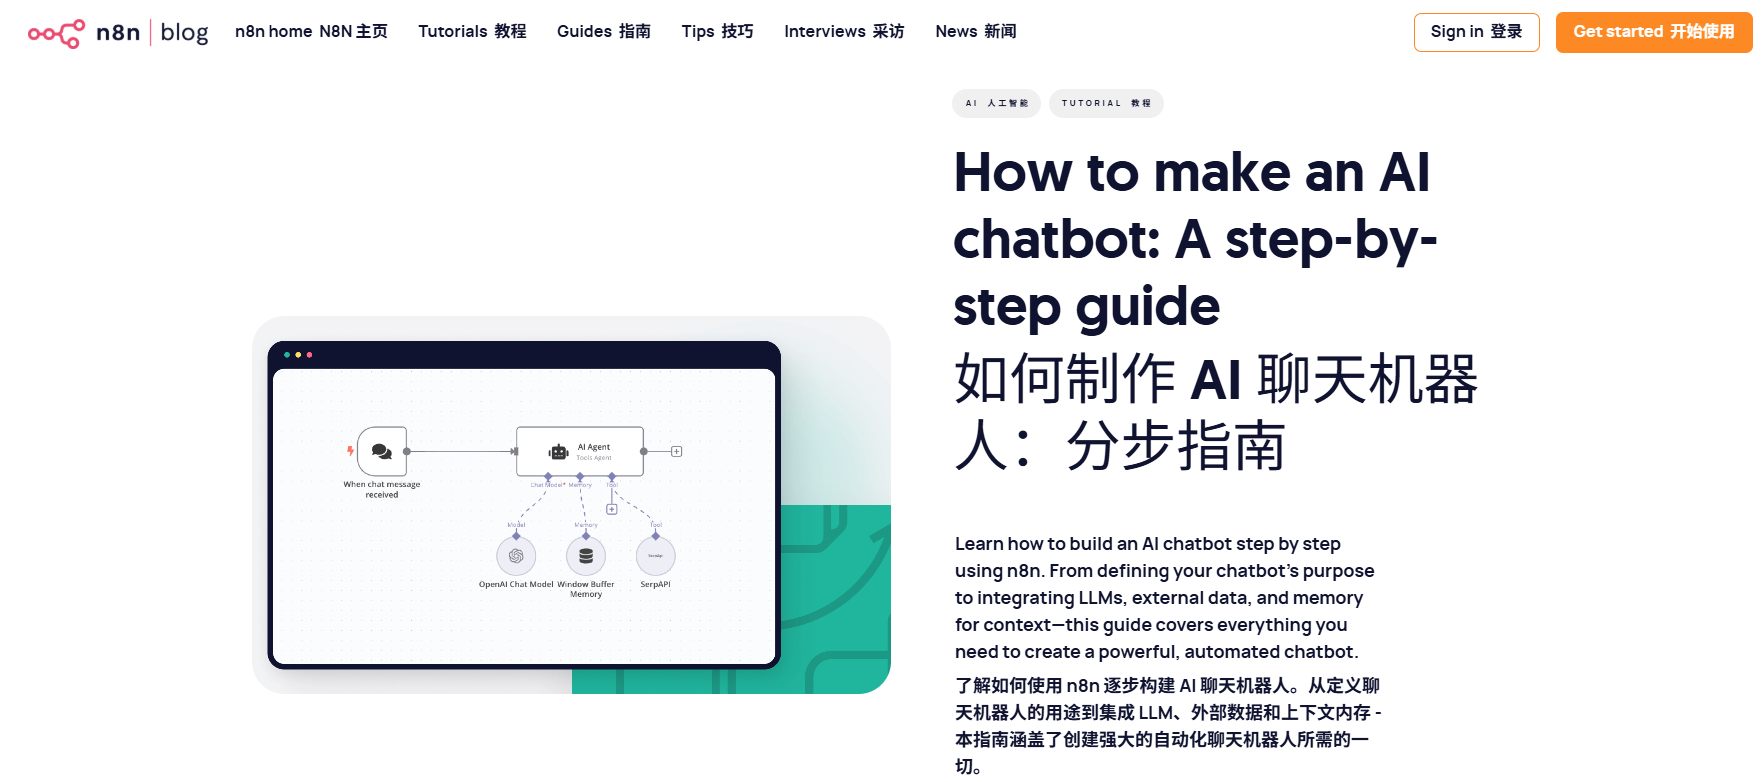 n8n | blog n8n home N8N 主页 Tutorials 教程 Guides 指南 Tips 技巧 Interviews 采访 News 新闻 Sign in 登录 Get started 开始使用
AI 人工智能 TUTORIAL 教程
How to make an AI
chatbot: A step-by-
step guide
如何制作 AI 聊天机器
人：分步指南
Learn how to build an AI chatbot step by step
using n8n. From defining your chatbot's purpose
to integrating LLMs, external data, and memory
for context—this guide covers everything you
need to create a powerful, automated chatbot.
了解如何使用 n8n 逐步构建 AI 聊天机器人。从定义聊
天机器人的用途到集成 LLM、外部数据和上下文内存 -
本指南涵盖了创建强大的自动化聊天机器人所需的一
切。
When chat message
received
AI Agent
Tools Agent
Chat Model* Memory Tool
Model Memory Tool
SerpApi
OpenAI Chat Model Window Buffer SerpAPI
Memory